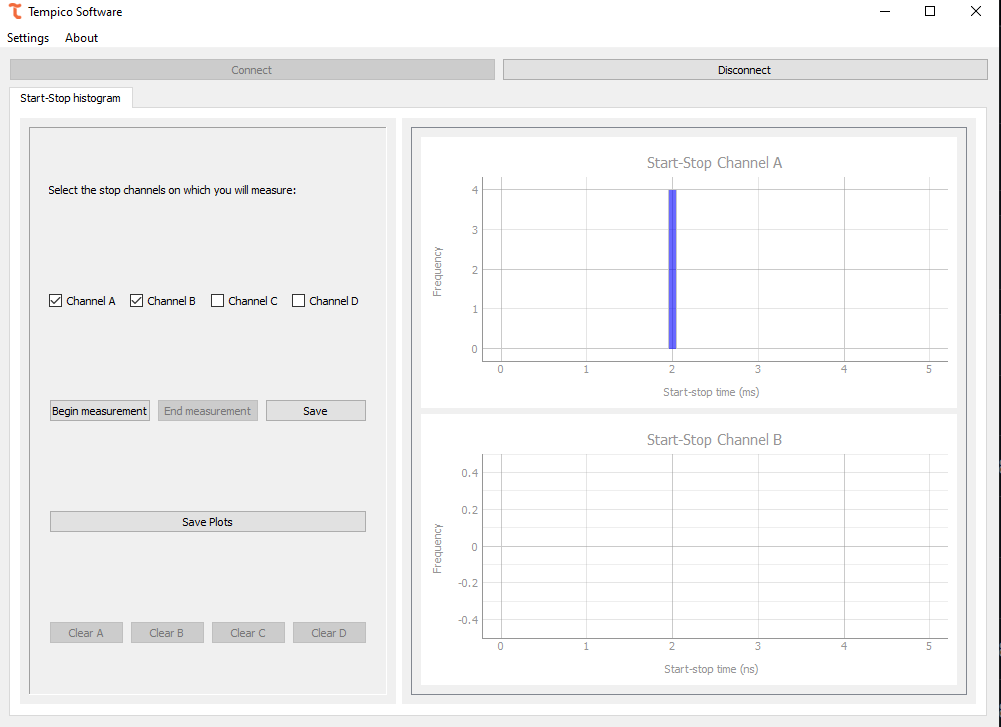 Tempico Software
Settings About
Connect Disconnect
Start-Stop histogram
Select the stop channels on which you will measure:
Channel A Channel B Channel C Channel D
Begin measurement End measurement Save
Save Plots
Clear A Clear B Clear C Clear D
Start-Stop Channel A
Frequency
4
3
2
1
0
0 1 2 3 4 5
Start-stop time (ms)
Start-Stop Channel B
Frequency
0.4
0.2
0
-0.2
-0.4
0 1 2 3 4 5
Start-stop time (ns)